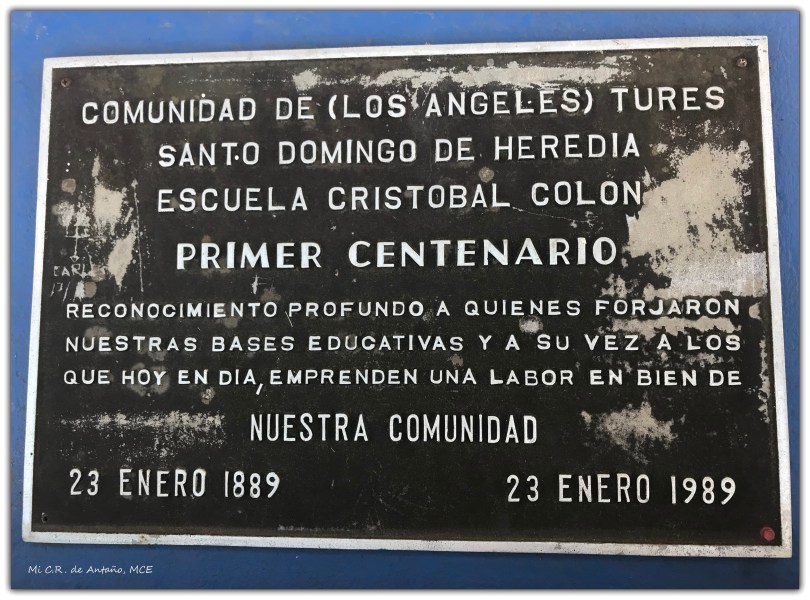 COMUNIDAD DE (LOS ANGELES) TURES
SANTO DOMINGO DE HEREDIA
ESCUELA CRISTOBAL COLON
PRIMER CENTENARIO
RECONOCIMIENTO PROFUNDO A QUIENES FORJARON
NUESTRAS BASES EDUCATIVAS Y A SU VEZ A LOS
QUE HOY EN DIA, EMPRENDEN UNA LABOR EN BIEN DE
NUESTRA COMUNIDAD
23 ENERO 1889 23 ENERO 1989
Mi C.R. de Antaño, MCE